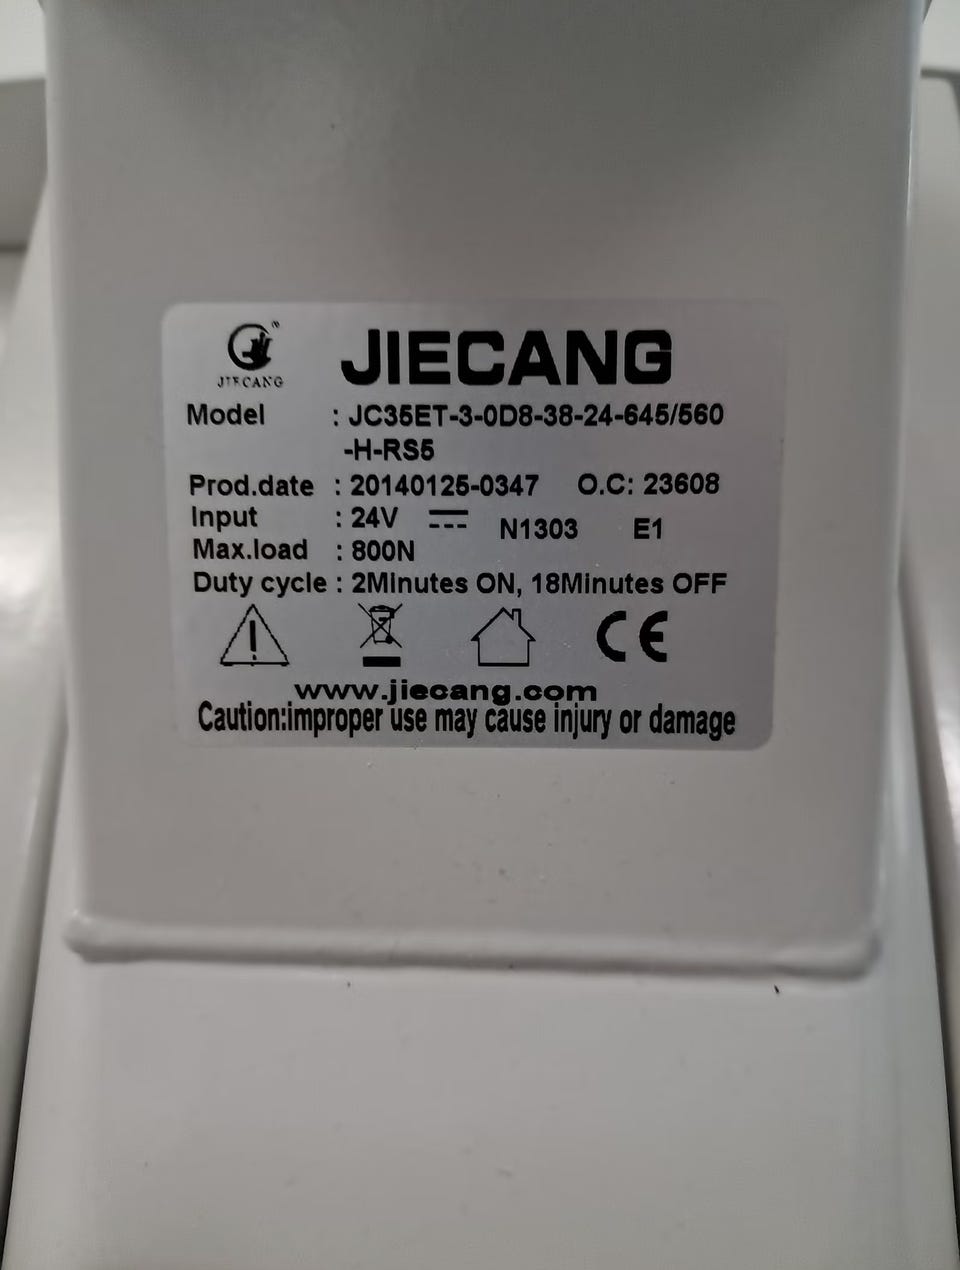 JIECANG
JIECANG
Model : JC35ET-3-0D8-38-24-645/560
-H-RS5
Prod.date : 20140125-0347 O.C: 23608
Input : 24V N1303 E1
Max.load : 800N
Duty cycle : 2Minutes ON, 18Minutes OFF
CE
www.jiecang.com
Caution:improper use may cause injury or damage